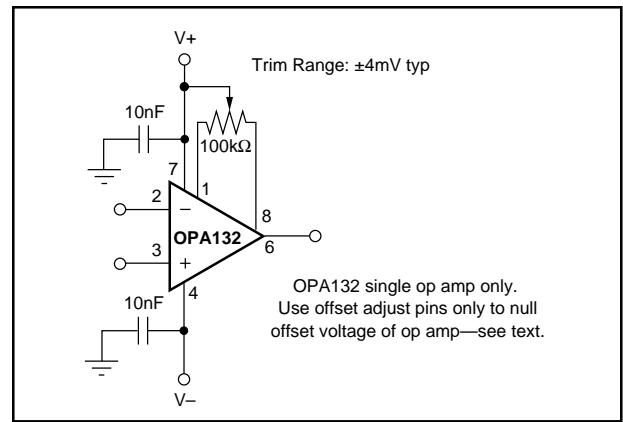 V+
Trim Range: ±4mV typ
10nF
100kΩ
7
1
2
–
8
OPA132
6
3
+
4
OPA132 single op amp only.
Use offset adjust pins only to null
offset voltage of op amp—see text.
10nF
V–